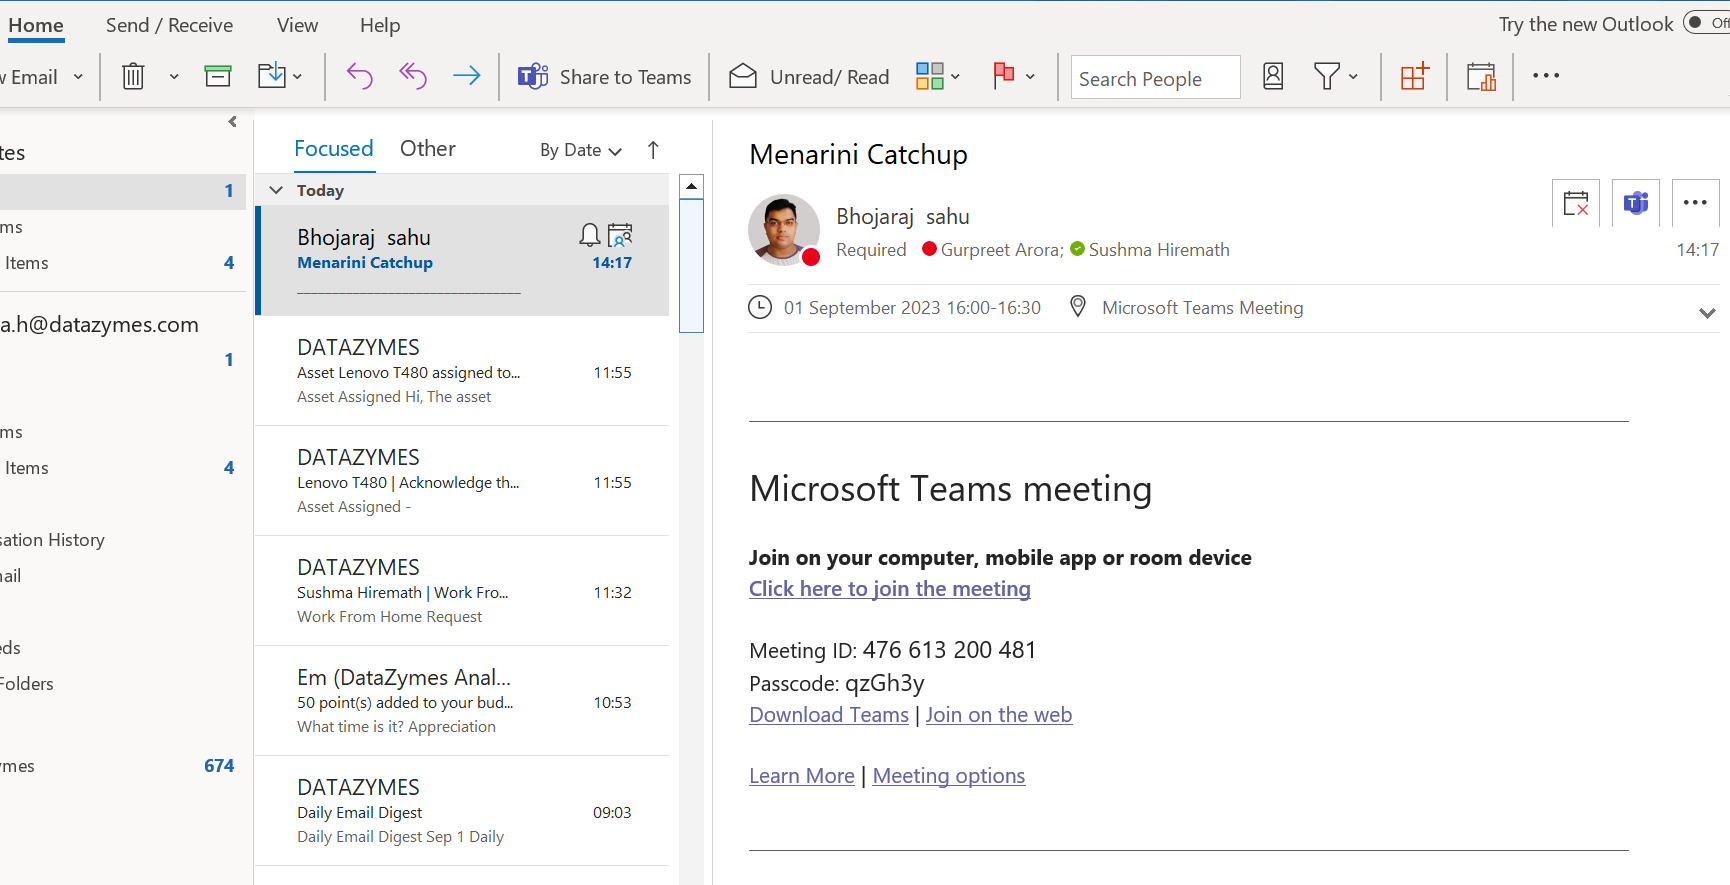 Home Send / Receive View Help Try the new Outlook Off
Email Share to Teams Unread/ Read Search People
Focused Other By Date
Today
1
Items 4
a.h@datazymes.com
1
Items 4
History
Folders
674
Bhojaraj sahu
Menarini Catchup 14:17
DATAZYMES
Asset Lenovo T480 assigned to... 11:55
Asset Assigned Hi, The asset
DATAZYMES
Lenovo T480 | Acknowledge th... 11:55
Asset Assigned -
DATAZYMES
Sushma Hiremath | Work Fro... 11:32
Work From Home Request
Em (DataZymes Anal...
50 point(s) added to your bud... 10:53
What time is it? Appreciation
DATAZYMES
Daily Email Digest 09:03
Daily Email Digest Sep 1 Daily
Menarini Catchup
Bhojaraj sahu
Required Gurpreet Arora; Sushma Hiremath 14:17
01 September 2023 16:00-16:30 Microsoft Teams Meeting
Microsoft Teams meeting
Join on your computer, mobile app or room device
Click here to join the meeting
Meeting ID: 476 613 200 481
Passcode: qzGh3y
Download Teams | Join on the web
Learn More | Meeting options